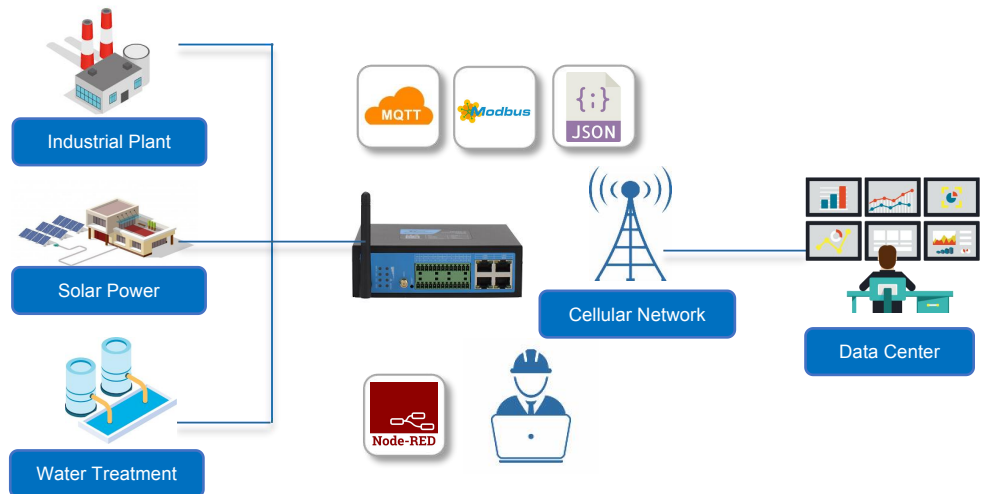 MQTT
Modbus
{;}
JSON
Industrial Plant
Solar Power
Cellular Network
Data Center
Node-RED
Water Treatment